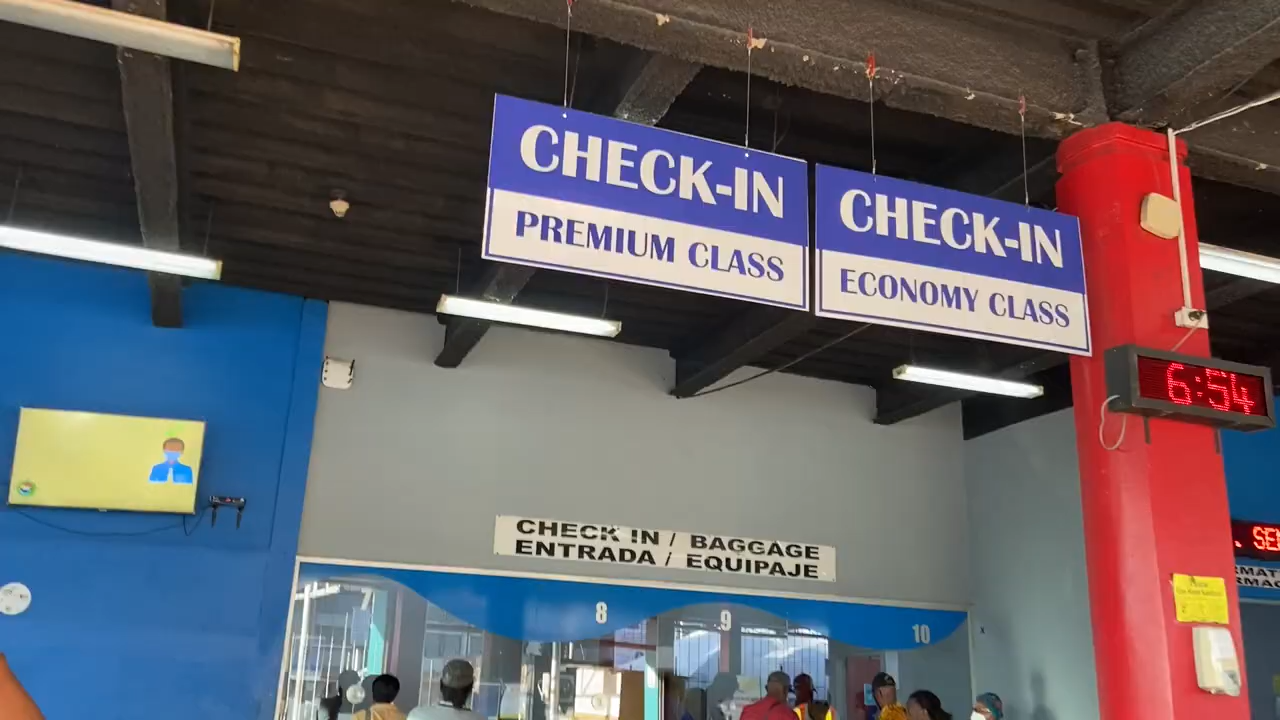 CHECK-IN
PREMIUM CLASS
CHECK-IN
ECONOMY CLASS
6:54
CHECK IN / BAGGAGE
ENTRADA / EQUIPAJE
8
9
10